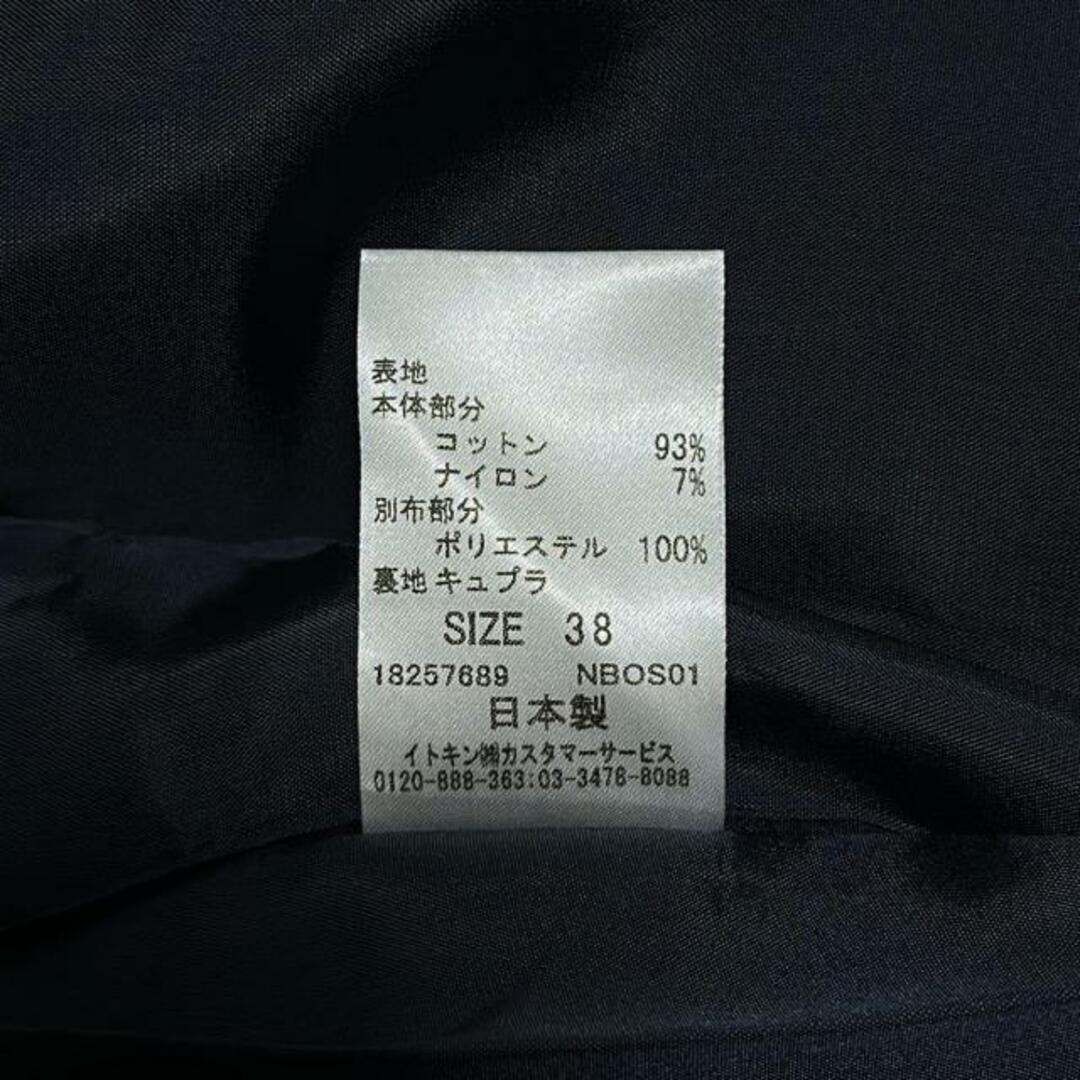 表地
本体部分
コットン 93%
ナイロン 7%
別布部分
ポリエステル 100%
裏地 キュプラ
SIZE 38
18257689 NBOS01
日本製
イトキン㈱カスタマーサービス
0120-888-363:03-3478-8088